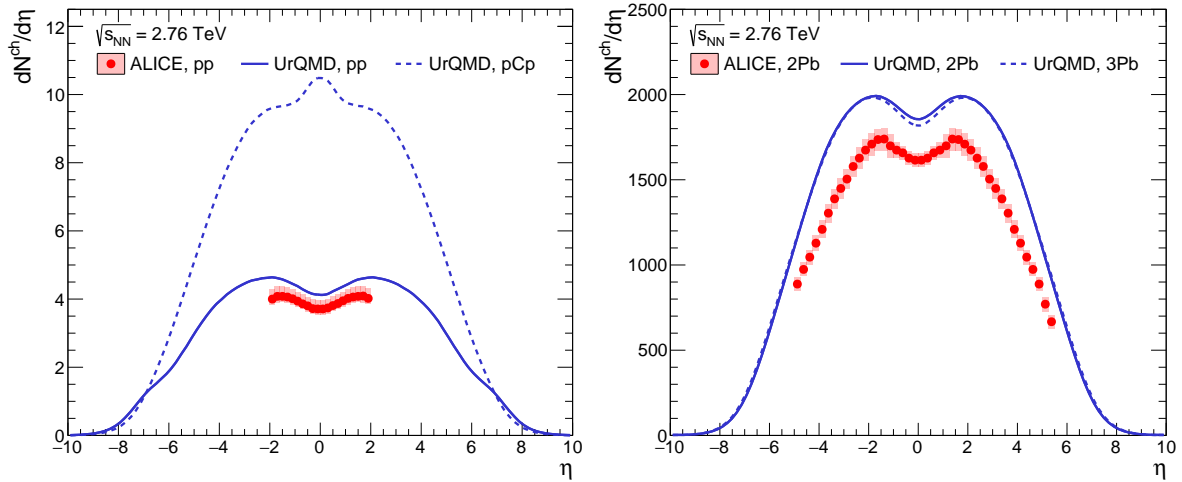 dN^ch/dη
√s_NN = 2.76 TeV
ALICE, pp UrQMD, pp UrQMD, pCp
12
10
8
6
4
2
0
−10 −8 −6 −4 −2 0 2 4 6 8 10
η
dN^ch/dη
√s_NN = 2.76 TeV
ALICE, 2Pb UrQMD, 2Pb UrQMD, 3Pb
2500
2000
1500
1000
500
0
−10 −8 −6 −4 −2 0 2 4 6 8 10
η